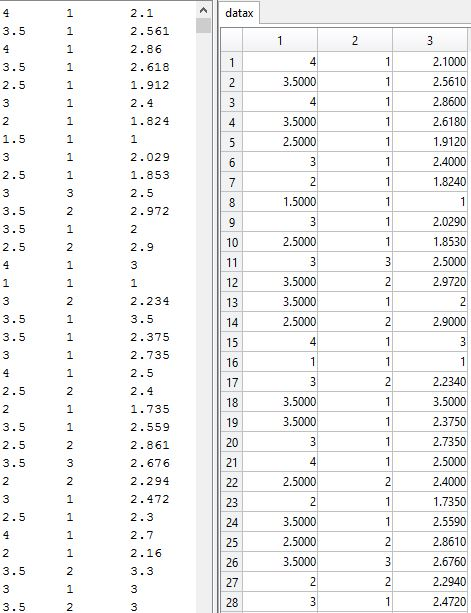 4 1 2.1
3.5 1 2.561
4 1 2.86
3.5 1 2.618
2.5 1 1.912
3 1 2.4
2 1 1.824
1.5 1 1
3 1 2.029
2.5 1 1.853
3 3 2.5
3.5 2 2.972
3.5 1 2
2.5 2 2.9
4 1 3
1 1 1
3 2 2.234
3.5 1 3.5
3.5 1 2.375
3 1 2.735
4 1 2.5
2.5 2 2.4
2 1 1.735
3.5 1 2.559
2.5 2 2.861
3.5 3 2.676
2 2 2.294
3 1 2.472
2.5 1 2.3
4 1 2.7
2 1 2.16
3.5 2 3.3
3 1 3
3.5 2 3
datax
1 2 3
1 4 1 2.1000
2 3.5000 1 2.5610
3 4 1 2.8600
4 3.5000 1 2.6180
5 2.5000 1 1.9120
6 3 1 2.4000
7 2 1 1.8240
8 1.5000 1 1
9 3 1 2.0290
10 2.5000 1 1.8530
11 3 3 2.5000
12 3.5000 2 2.9720
13 3.5000 1 2
14 2.5000 2 2.9000
15 4 1 3
16 1 1 1
17 3 2 2.2340
18 3.5000 1 3.5000
19 3.5000 1 2.3750
20 3 1 2.7350
21 4 1 2.5000
22 2.5000 2 2.4000
23 2 1 1.7350
24 3.5000 1 2.5590
25 2.5000 2 2.8610
26 3.5000 3 2.6760
27 2 2 2.2940
28 3 1 2.4720